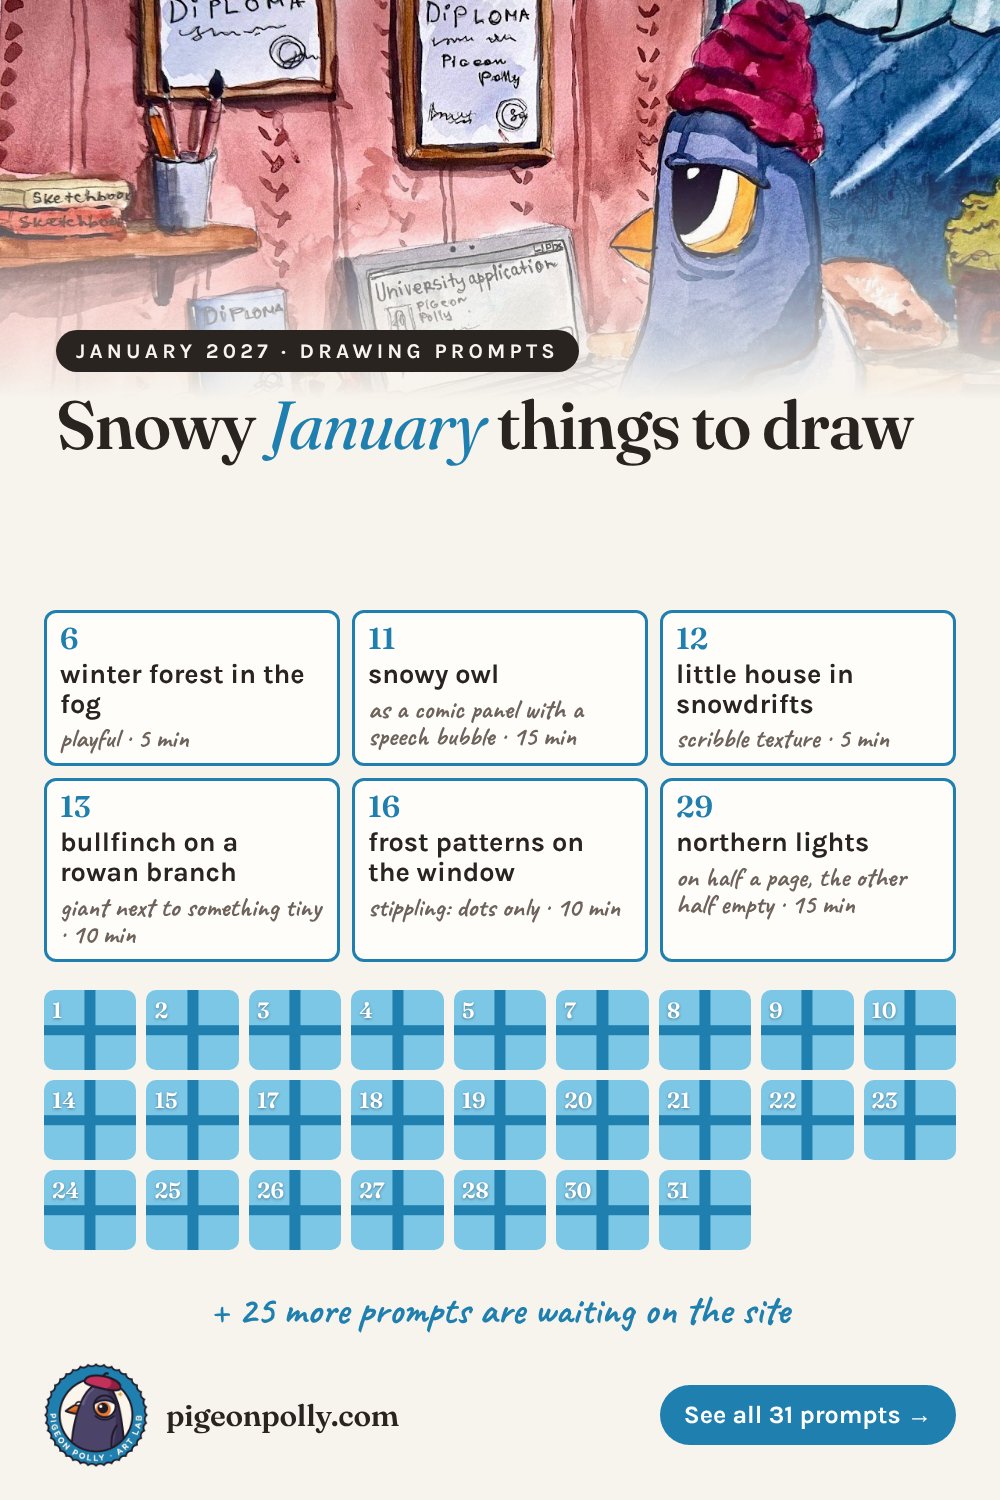 DiPLOMA
DiPLOMA
Pigeon
Polly
Sketchbook
Sketchbook
University application
PiGEON
Polly
DiPLOMA
JANUARY 2027 · DRAWING PROMPTS
Snowy January things to draw
6
winter forest in the
fog
playful · 5 min
11
snowy owl
as a comic panel with a
speech bubble · 15 min
12
little house in
snowdrifts
scribble texture · 5 min
13
bullfinch on a
rowan branch
giant next to something tiny
· 10 min
16
frost patterns on
the window
stippling: dots only · 10 min
29
northern lights
on half a page, the other
half empty · 15 min
1 2 3 4 5 7 8 9 10
14 15 17 18 19 20 21 22 23
24 25 26 27 28 30 31
+ 25 more prompts are waiting on the site
PIGEON POLLY · ART LAB
pigeonpolly.com
See all 31 prompts →